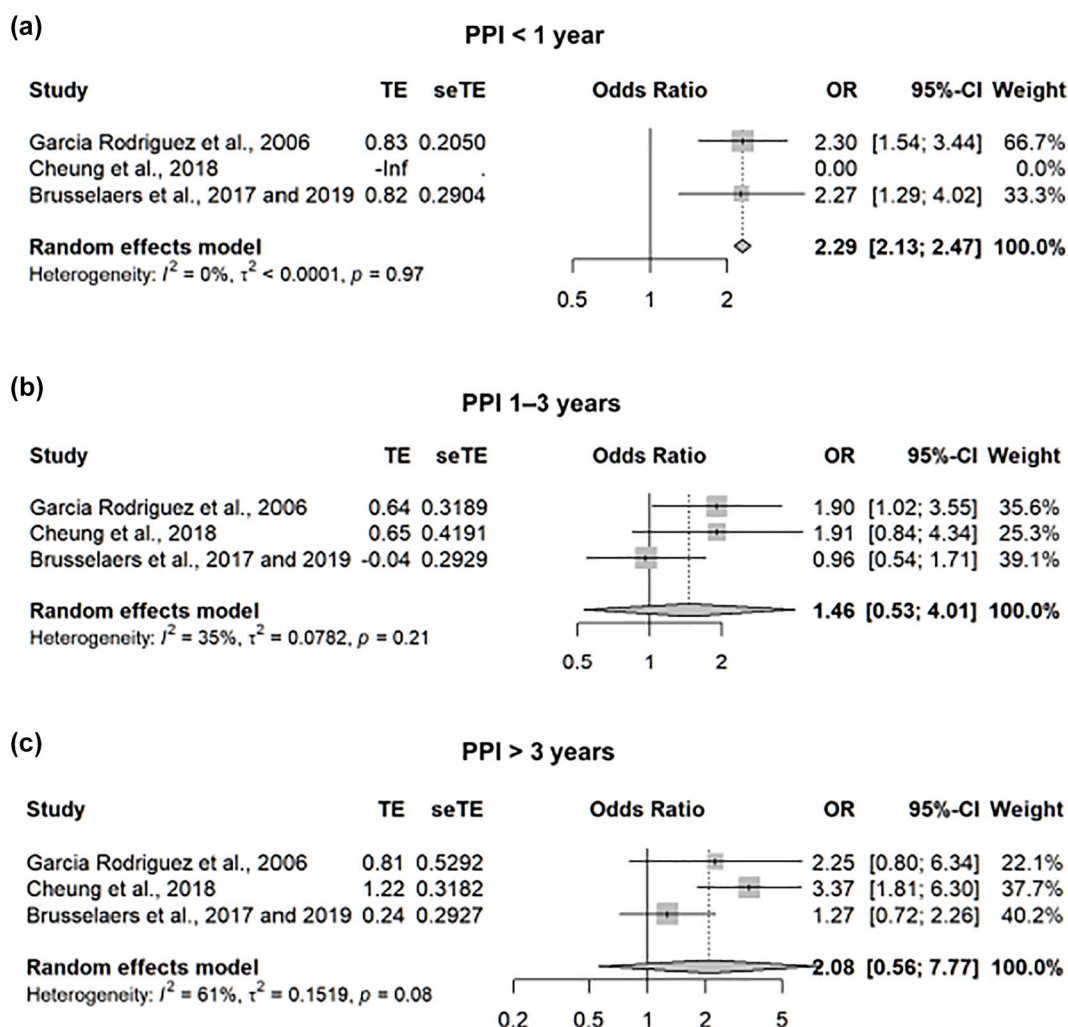 (a)
PPI < 1 year
Study TE seTE Odds Ratio OR 95%-CI Weight
Garcia Rodriguez et al., 2006 0.83 0.2050 2.30 [1.54; 3.44] 66.7%
Cheung et al., 2018 -Inf . 0.00 0.0%
Brusselaers et al., 2017 and 2019 0.82 0.2904 2.27 [1.29; 4.02] 33.3%
Random effects model 2.29 [2.13; 2.47] 100.0%
Heterogeneity: I² = 0%, τ² < 0.0001, p = 0.97
0.5 1 2
(b)
PPI 1–3 years
Study TE seTE Odds Ratio OR 95%-CI Weight
Garcia Rodriguez et al., 2006 0.64 0.3189 1.90 [1.02; 3.55] 35.6%
Cheung et al., 2018 0.65 0.4191 1.91 [0.84; 4.34] 25.3%
Brusselaers et al., 2017 and 2019 -0.04 0.2929 0.96 [0.54; 1.71] 39.1%
Random effects model 1.46 [0.53; 4.01] 100.0%
Heterogeneity: I² = 35%, τ² = 0.0782, p = 0.21
0.5 1 2
(c)
PPI > 3 years
Study TE seTE Odds Ratio OR 95%-CI Weight
Garcia Rodriguez et al., 2006 0.81 0.5292 2.25 [0.80; 6.34] 22.1%
Cheung et al., 2018 1.22 0.3182 3.37 [1.81; 6.30] 37.7%
Brusselaers et al., 2017 and 2019 0.24 0.2927 1.27 [0.72; 2.26] 40.2%
Random effects model 2.08 [0.56; 7.77] 100.0%
Heterogeneity: I² = 61%, τ² = 0.1519, p = 0.08
0.2 0.5 1 2 5